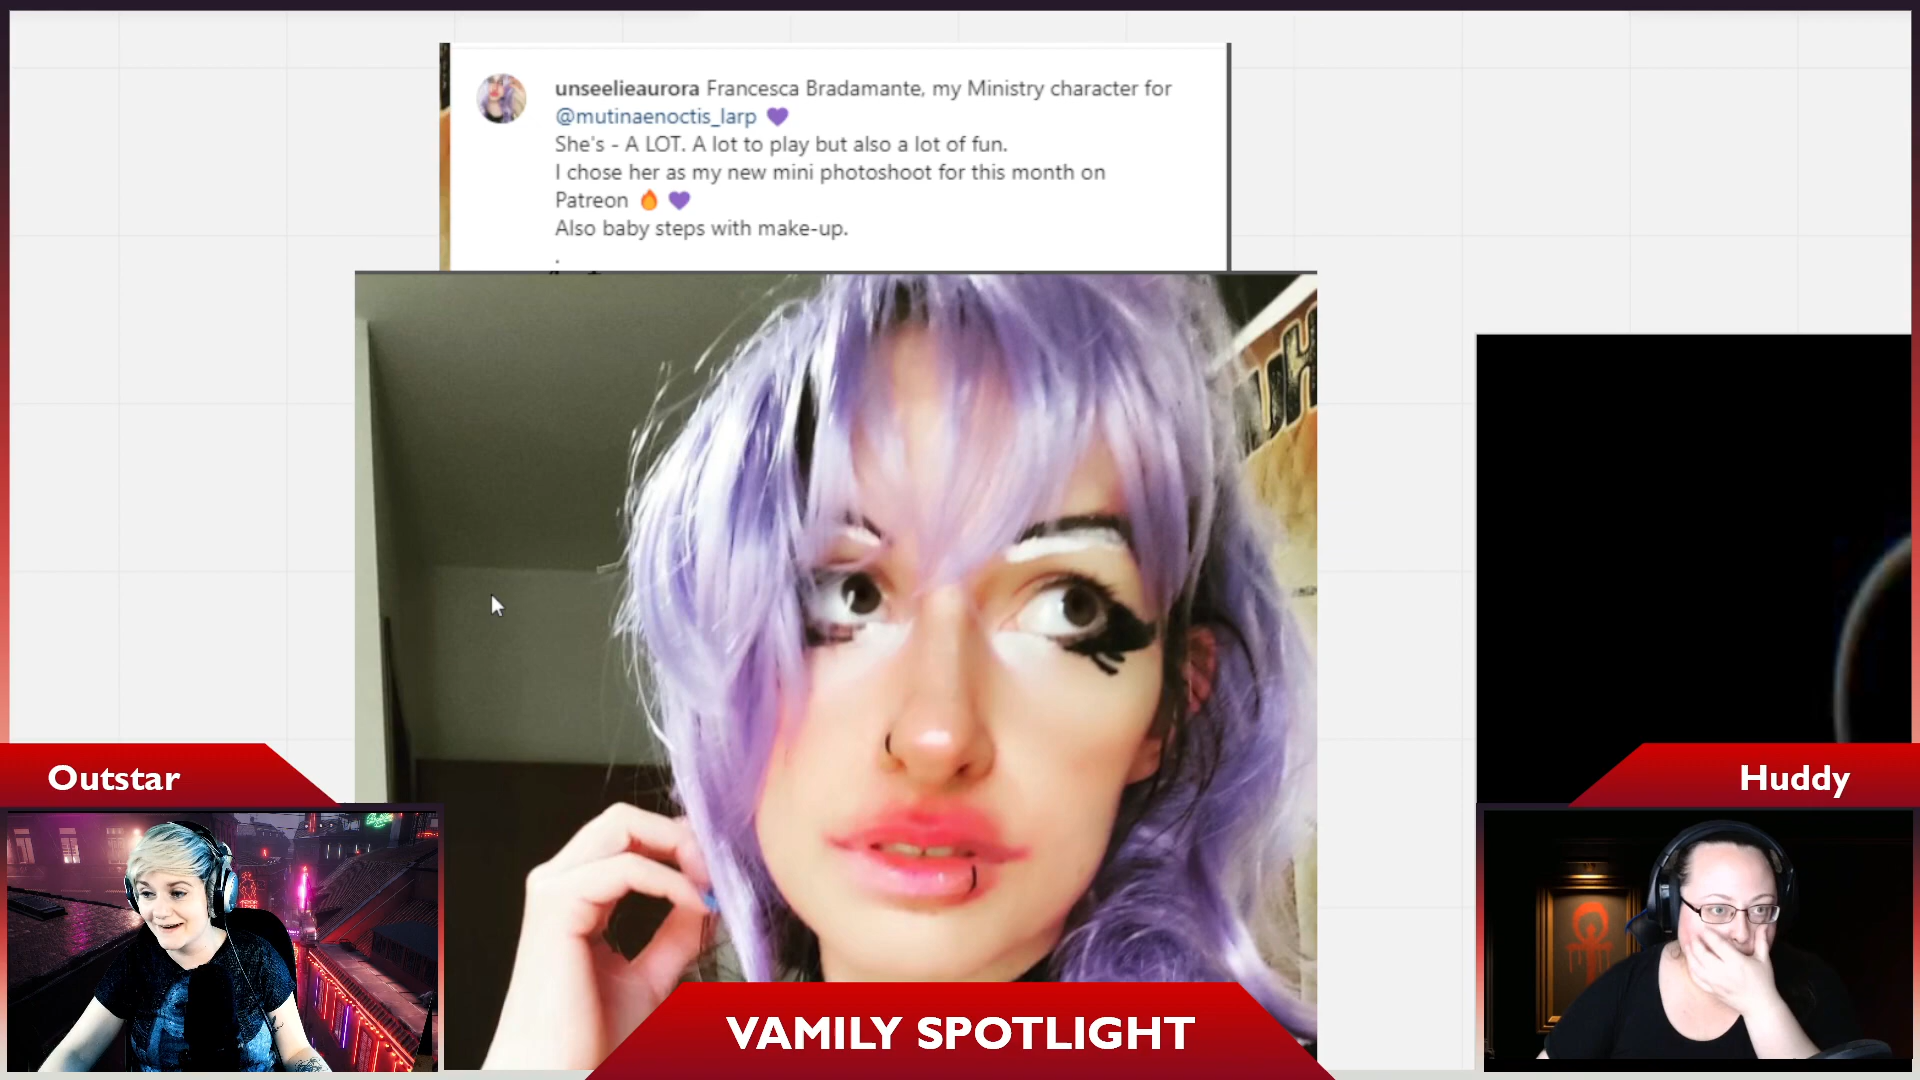 unseelieaurora Francesca Bradamante, my Ministry character for
@mutinaenoctis_larp 💜
She's - A LOT. A lot to play but also a lot of fun.
I chose her as my new mini photoshoot for this month on
Patreon 🔥 💜
Also baby steps with make-up.
.
Outstar
Huddy
VAMILY SPOTLIGHT